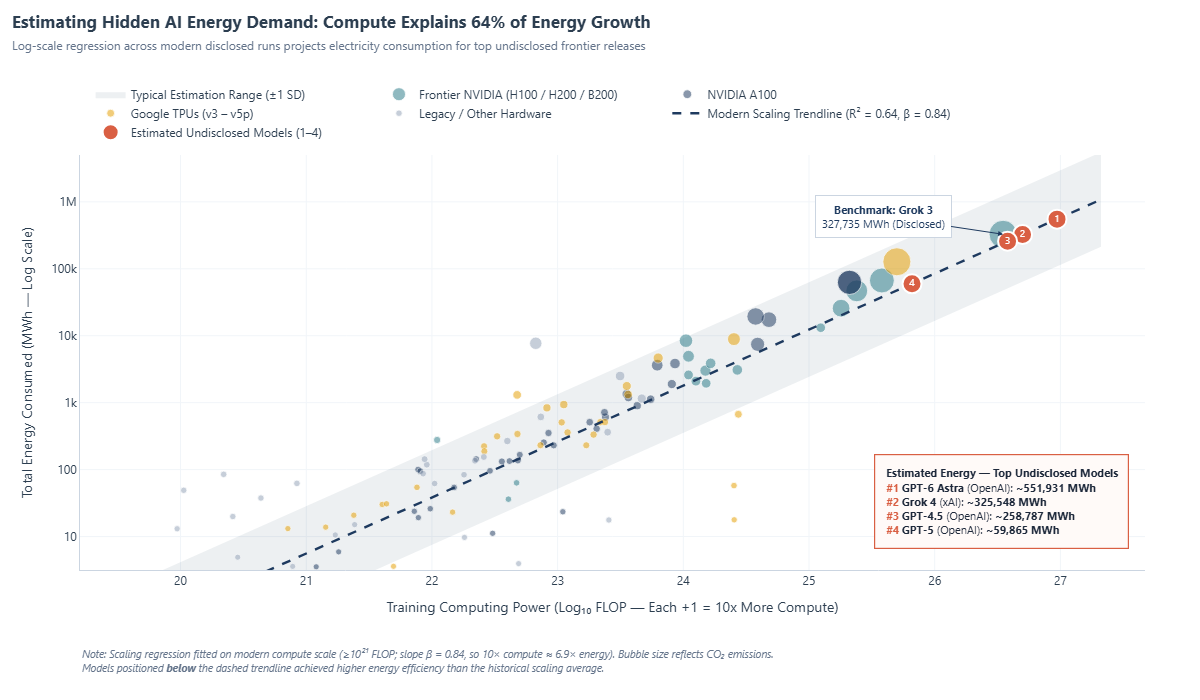 Estimating Hidden AI Energy Demand: Compute Explains 64% of Energy Growth
Log-scale regression across modern disclosed runs projects electricity consumption for top undisclosed frontier releases
Typical Estimation Range (±1 SD)
Frontier NVIDIA (H100 / H200 / B200)
NVIDIA A100
Google TPUs (v3 – v5p)
Legacy / Other Hardware
Modern Scaling Trendline (R² = 0.64, β = 0.84)
Estimated Undisclosed Models (1–4)
Total Energy Consumed (MWh — Log Scale)
1M
100k
10k
1k
100
10
Benchmark: Grok 3
327,735 MWh (Disclosed)
1
2
3
4
Estimated Energy — Top Undisclosed Models
#1 GPT-6 Astra (OpenAI): ~551,931 MWh
#2 Grok 4 (xAI): ~325,548 MWh
#3 GPT-4.5 (OpenAI): ~258,787 MWh
#4 GPT-5 (OpenAI): ~59,865 MWh
20
21
22
23
24
25
26
27
Training Computing Power (Log₁₀ FLOP — Each +1 = 10x More Compute)
Note: Scaling regression fitted on modern compute scale (≥10²¹ FLOP; slope β = 0.84, so 10× compute ≈ 6.9× energy). Bubble size reflects CO₂ emissions.
Models positioned below the dashed trendline achieved higher energy efficiency than the historical scaling average.